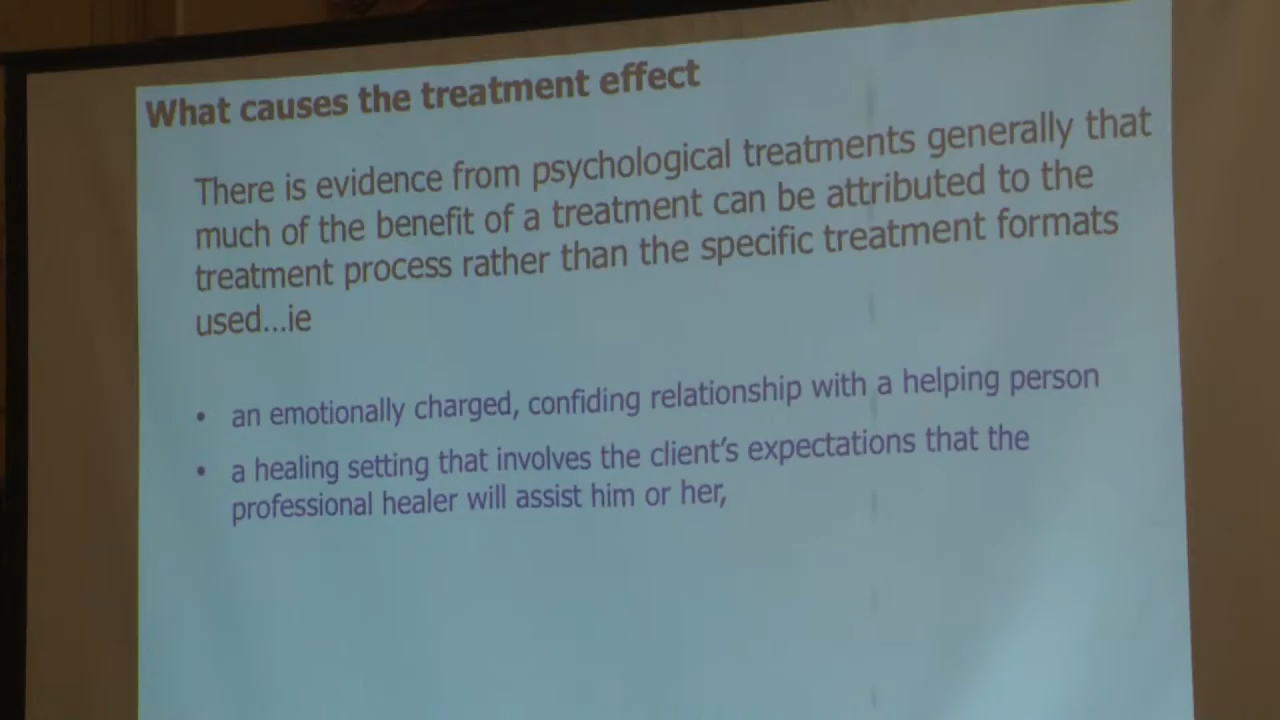 What causes the treatment effect
There is evidence from psychological treatments generally that
much of the benefit of a treatment can be attributed to the
treatment process rather than the specific treatment formats
used...ie
• an emotionally charged, confiding relationship with a helping person
• a healing setting that involves the client's expectations that the
professional healer will assist him or her,